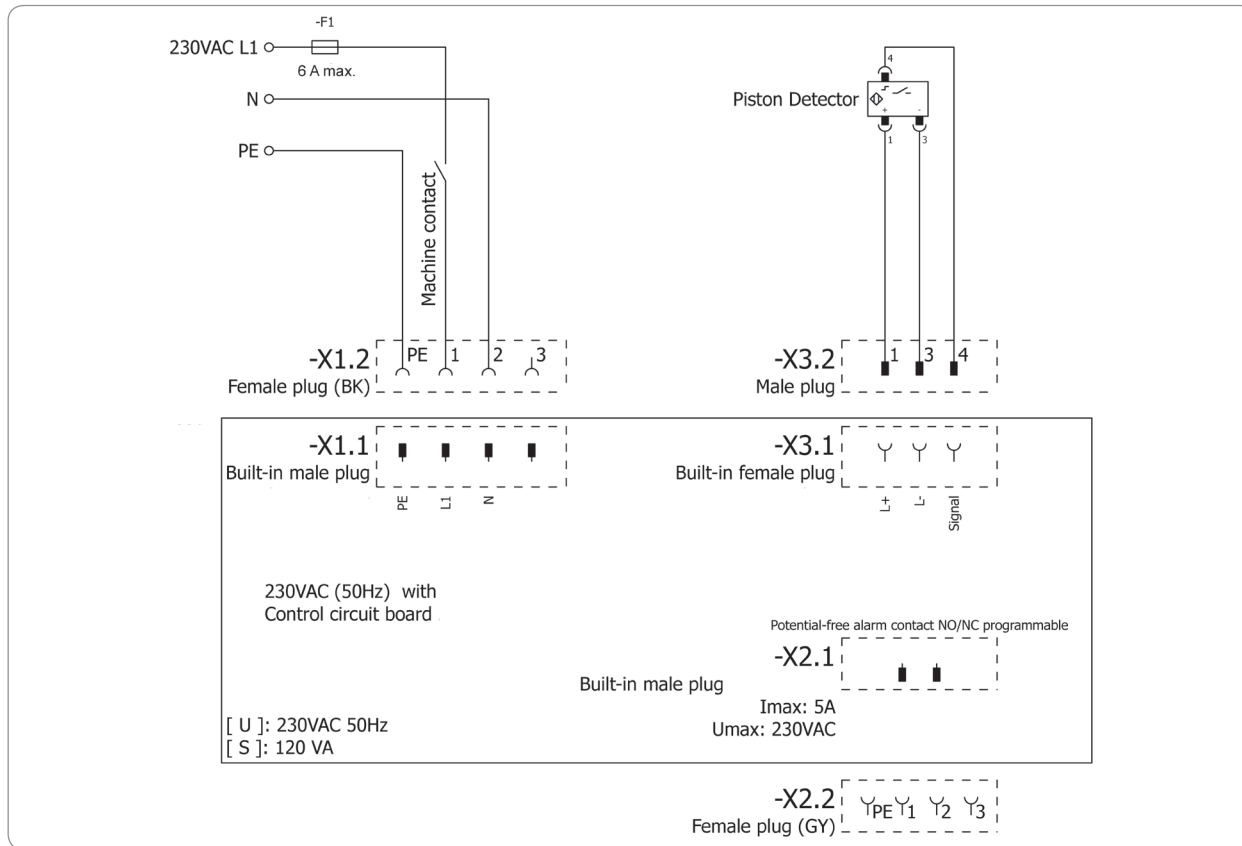 -F1
230VAC L1
6 A max.
N
PE
Machine contact
-X1.2
PE 1 2 3
Female plug (BK)
4
Piston Detector
+ -
1 3
-X3.2
1 3 4
Male plug
-X1.1
Built-in male plug
PE L1 N
-X3.1
Built-in female plug
L+ L- Signal
230VAC (50Hz) with
Control circuit board
Potential-free alarm contact NO/NC programmable
-X2.1
Built-in male plug
Imax: 5A
Umax: 230VAC
[ U ]: 230VAC 50Hz
[ S ]: 120 VA
-X2.2
PE 1 2 3
Female plug (GY)